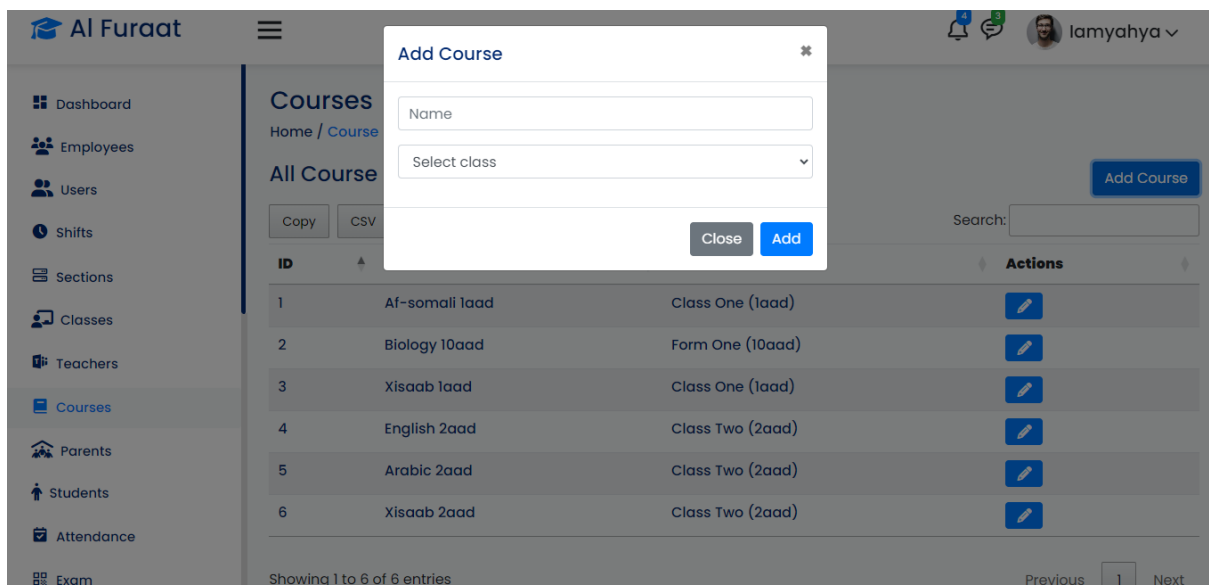 Al Furaat
4
3
Iamyahya
Add Course
Name
Select class
Close
Add
Dashboard
Employees
Users
Shifts
Sections
Classes
Teachers
Courses
Parents
Students
Attendance
Exam
Courses
Home / Course
All Course
Add Course
Copy
CSV
Search:
ID Actions
1 Af-somali 1aad Class One (1aad)
2 Biology 10aad Form One (10aad)
3 Xisaab 1aad Class One (1aad)
4 English 2aad Class Two (2aad)
5 Arabic 2aad Class Two (2aad)
6 Xisaab 2aad Class Two (2aad)
Showing 1 to 6 of 6 entries
Previous 1 Next